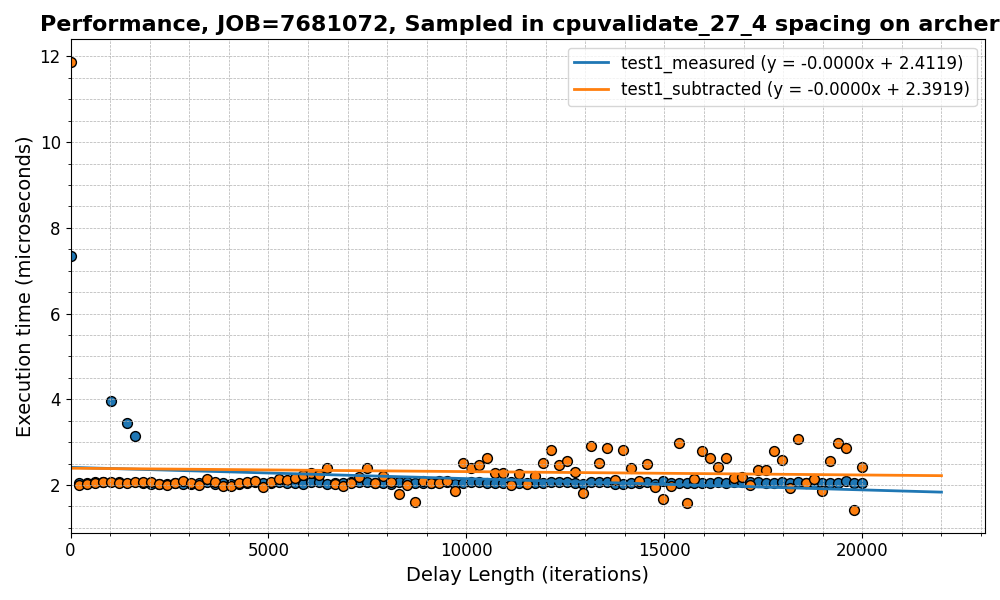 Performance, JOB=7681072, Sampled in cpuvalidate_27_4 spacing on archer
12
10
8
6
4
2
Execution time (microseconds)
test1_measured (y = -0.0000x + 2.4119)
test1_subtracted (y = -0.0000x + 2.3919)
0 5000 10000 15000 20000
Delay Length (iterations)